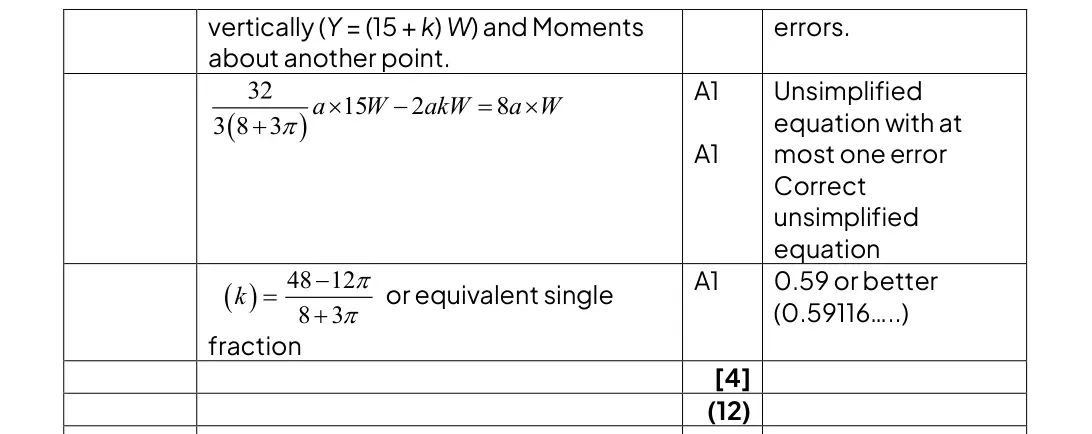 vertically (Y = (15 + k) W) and Moments errors.
about another point.
32/(3(8+3π)) a×15W − 2akW = 8a×W A1 Unsimplified
equation with at
A1 most one error
Correct
unsimplified
equation
(k) = (48−12π)/(8+3π) or equivalent single A1 0.59 or better
(0.59116…..)
fraction
[4]
(12)